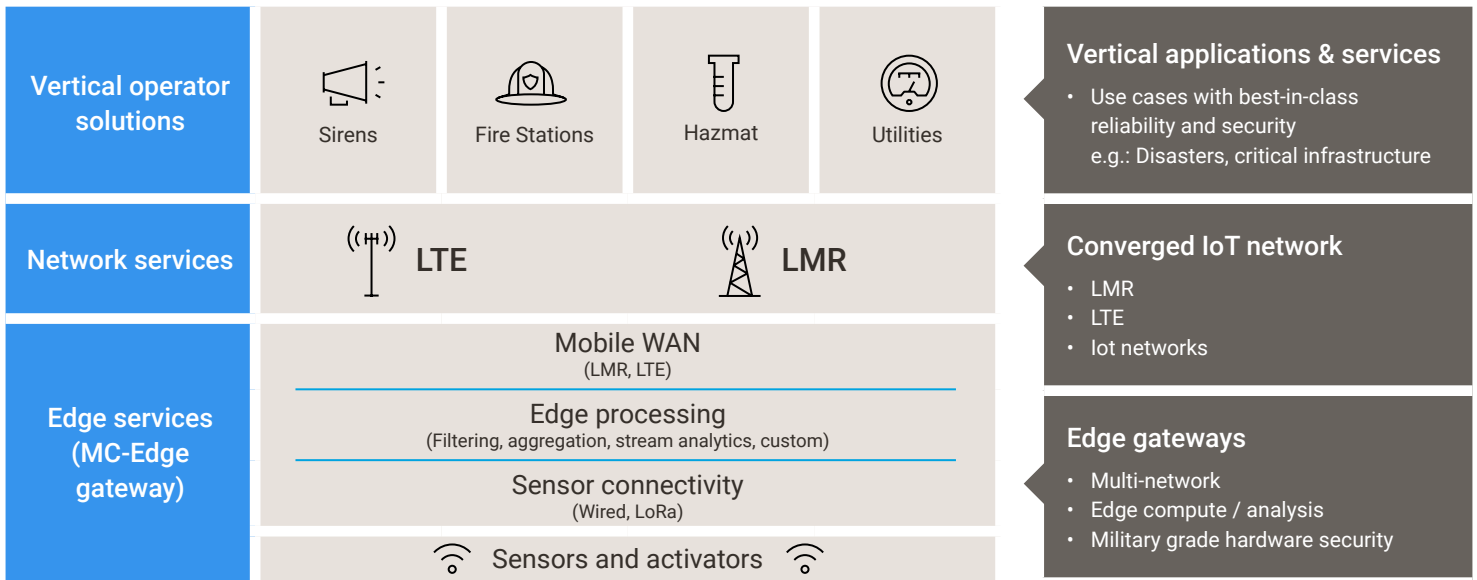 Vertical operator
solutions
Sirens
Fire Stations
Hazmat
Utilities
Vertical applications & services
• Use cases with best-in-class
reliability and security
e.g.: Disasters, critical infrastructure
Network services
LTE
LMR
Converged IoT network
• LMR
• LTE
• Iot networks
Edge services
(MC-Edge
gateway)
Mobile WAN
(LMR, LTE)
Edge processing
(Filtering, aggregation, stream analytics, custom)
Sensor connectivity
(Wired, LoRa)
Sensors and activators
Edge gateways
• Multi-network
• Edge compute / analysis
• Military grade hardware security